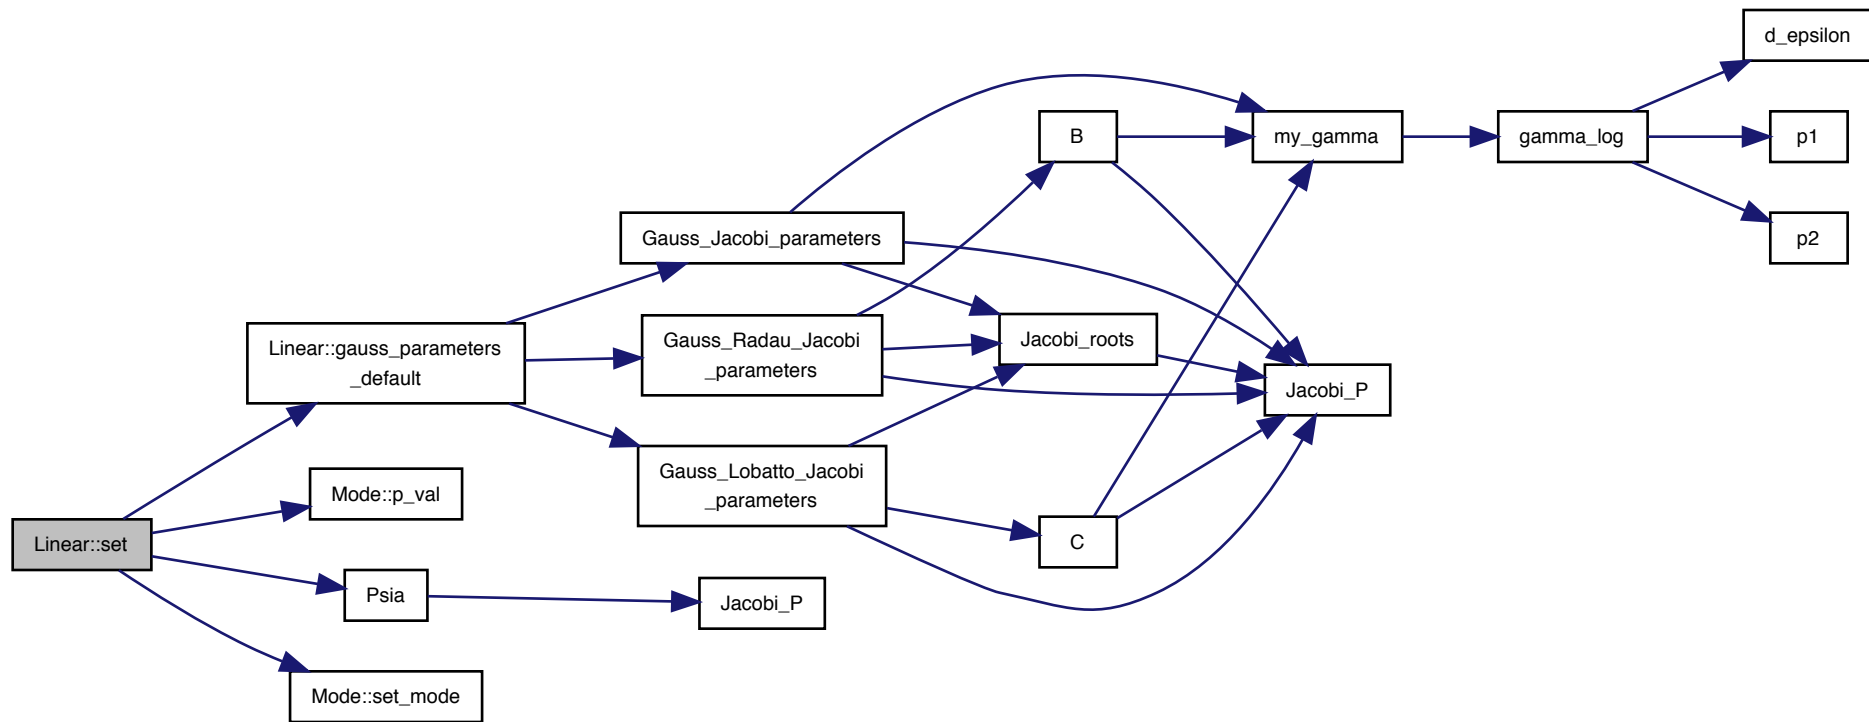 d_epsilon
B
my_gamma
gamma_log
p1
Gauss_Jacobi_parameters
p2
Linear::gauss_parameters
_default
Gauss_Radau_Jacobi
_parameters
Jacobi_roots
Jacobi_P
Gauss_Lobatto_Jacobi
_parameters
Mode::p_val
Linear::set
C
Psia
Jacobi_P
Mode::set_mode